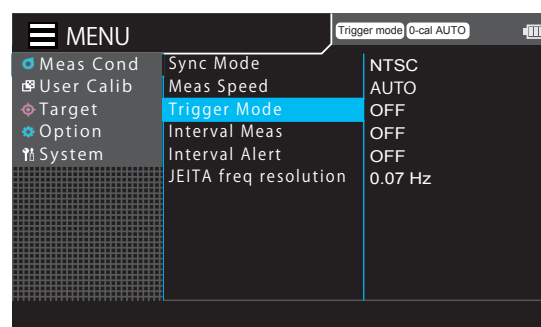 MENU
Trigger mode 0-cal AUTO
Meas Cond
User Calib
Target
Option
System
Sync Mode NTSC
Meas Speed AUTO
Trigger Mode OFF
Interval Meas OFF
Interval Alert OFF
JEITA freq resolution 0.07 Hz